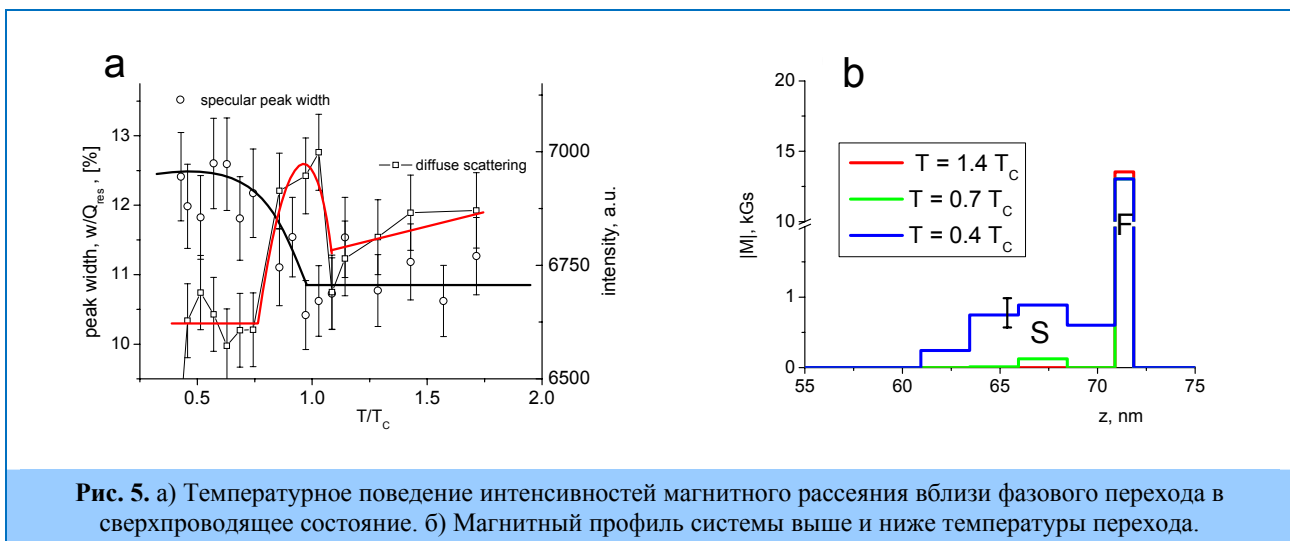 a
specular peak width
diffuse scattering
peak width, w/Q_res , [%]
13
12
11
10
7000
6750
6500
intensity, a.u.
0.5 1.0 1.5 2.0
T/T_C
b
|M|, kGs
20
15
10
1
0
T = 1.4 T_C
T = 0.7 T_C
T = 0.4 T_C
F
S
55 60 65 70 75
z, nm
Рис. 5. а) Температурное поведение интенсивностей магнитного рассеяния вблизи фазового перехода в
сверхпроводящее состояние. б) Магнитный профиль системы выше и ниже температуры перехода.